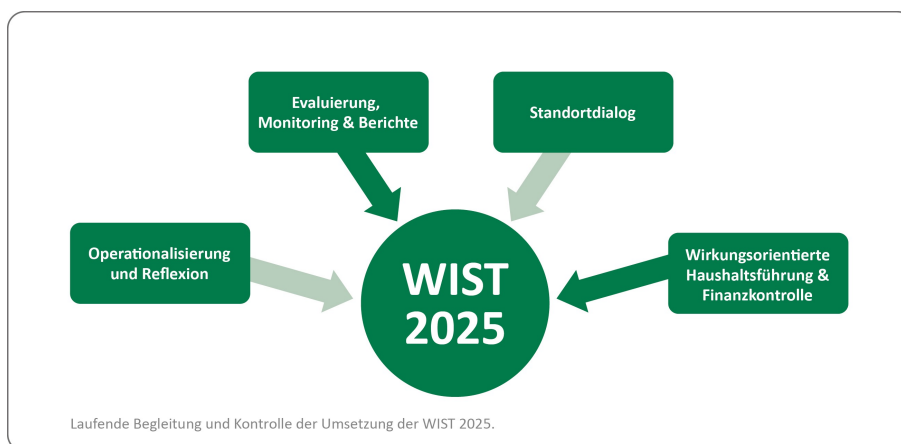 Evaluierung,
Monitoring & Berichte
Standortdialog
Operationalisierung
und Reflexion
Wirkungsorientierte
Haushaltsführung &
Finanzkontrolle
WIST
2025
Laufende Begleitung und Kontrolle der Umsetzung der WIST 2025.